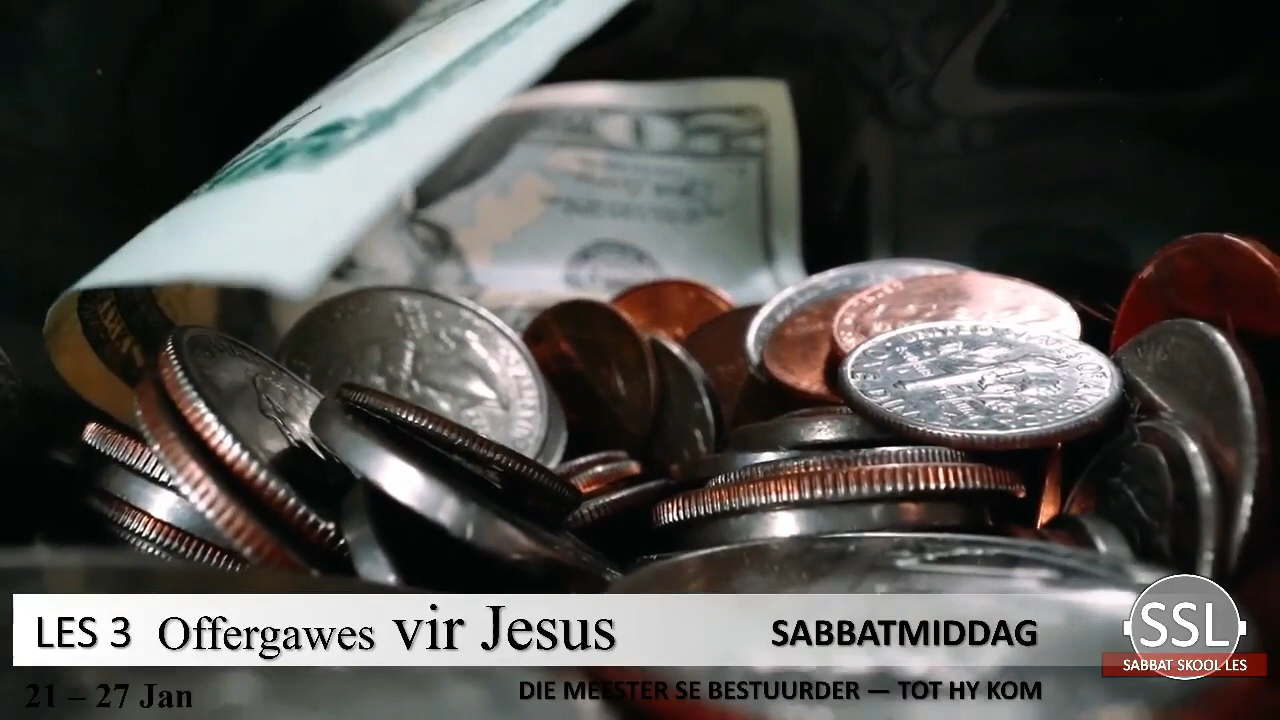 LES 3 Offergawes vir Jesus
SABBATMIDDAG
SSL
SABBAT SKOOL LES
21 – 27 Jan
DIE MEESTER SE BESTUURDER — TOT HY KOM